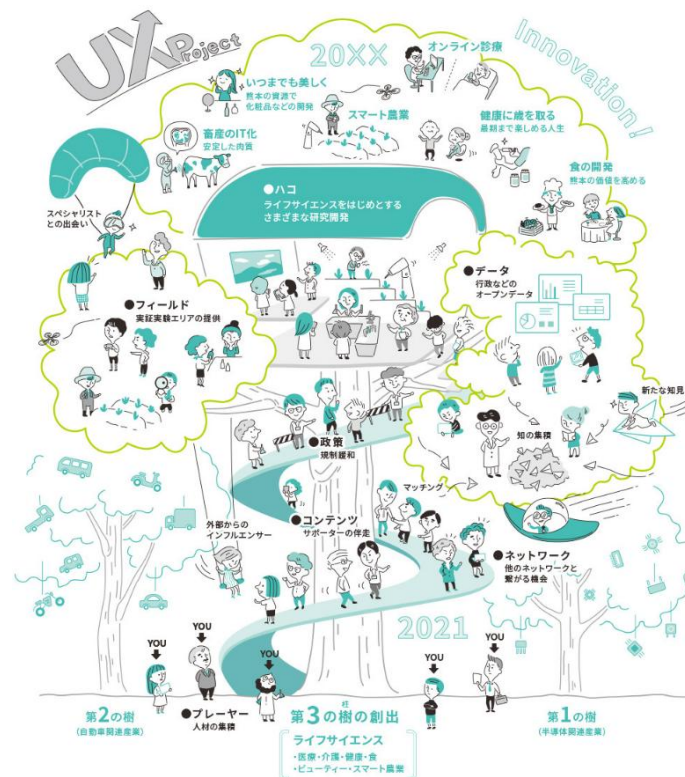 UX Project
20XX
Innovation!
オンライン診療
いつまでも美しく
熊本の資源で
化粧品などの開発
スマート農業
健康に歳を取る
最期まで楽しめる人生
畜産のIT化
安定した肉質
食の開発
熊本の価値を高める
●ハコ
ライフサイエンスをはじめとする
さまざまな研究開発
スペシャリスト
との出会い
●フィールド
実証実験エリアの提供
●データ
行政などの
オープンデータ
新たな知見
知の集積
●政策
規制緩和
マッチング
●コンテンツ
サポーターの伴走
外部からの
インフルエンサー
●ネットワーク
他のネットワークと
繋がる機会
2021
YOU
YOU
YOU
YOU
YOU
●プレーヤー
人材の集積
第2の樹
(自動車関連産業)
第3の樹の創出
ライフサイエンス
・医療・介護・健康・食
・ビューティー・スマート農業
第1の樹
(半導体関連産業)